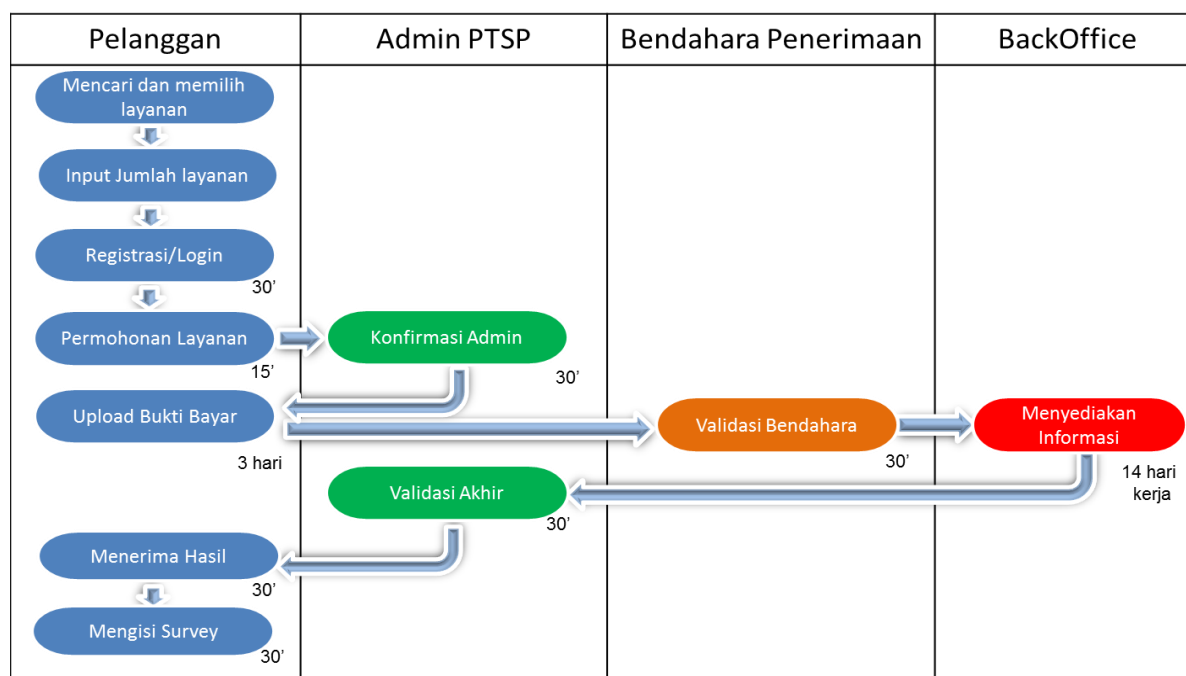 Pelanggan
Admin PTSP
Bendahara Penerimaan
BackOffice
Mencari dan memilih
layanan
Input Jumlah layanan
Registrasi/Login
30'
Permohonan Layanan
15'
Konfirmasi Admin
30'
Upload Bukti Bayar
3 hari
Validasi Bendahara
30'
Menyediakan
Informasi
14 hari
kerja
Validasi Akhir
30'
Menerima Hasil
30'
Mengisi Survey
30'